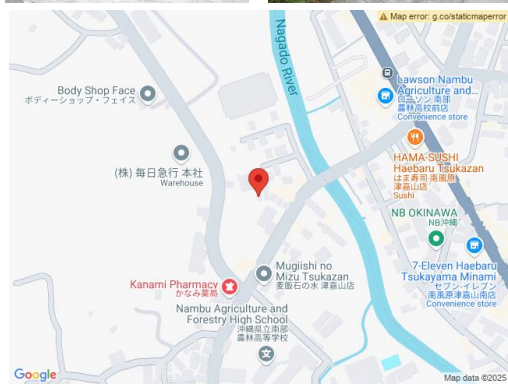 Map error: g.co/staticmaperror
Nagado River
Body Shop Face
ボディーショップ・フェイス
Lawson Nambu
Agriculture and...
ローソン 南部
農林高校前店
Convenience store
HAMA-SUSHI
Haebaru Tsukazan
はま寿司 南風原
津嘉山店
Sushi
(株) 毎日急行 本社
Warehouse
NB OKINAWA
NB沖縄
7-Eleven Haebaru
Tsukayama Minami
セブン-イレブン
南風原津嘉山南店
Convenience store
Mugiishi no
Mizu Tsukazan
麦飯石の水 津嘉山店
Kanami Pharmacy
かなみ薬局
Nambu Agriculture and
Forestry High School
沖縄県立南部
農林高等学校
Google
Map data ©2025